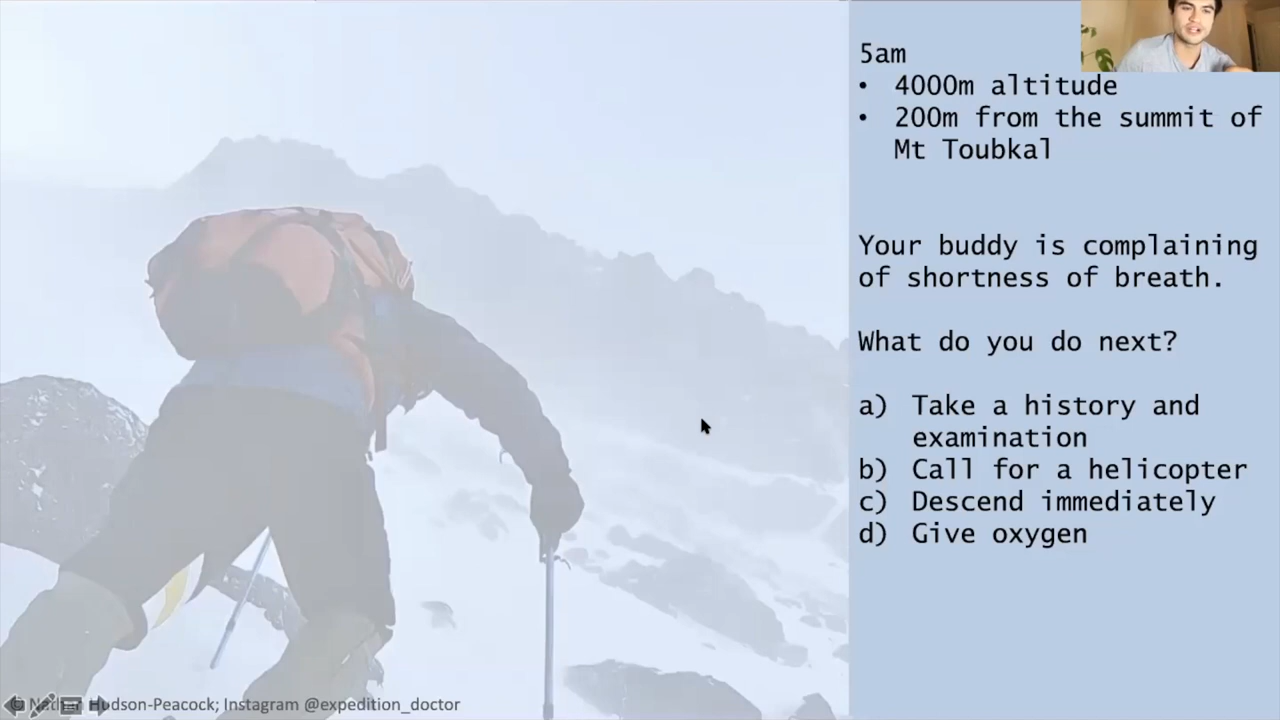 5am
• 4000m altitude
• 200m from the summit of
Mt Toubkal
Your buddy is complaining
of shortness of breath.
What do you do next?
a) Take a history and
examination
b) Call for a helicopter
c) Descend immediately
d) Give oxygen
Hudson-Peacock; Instagram @expedition_doctor